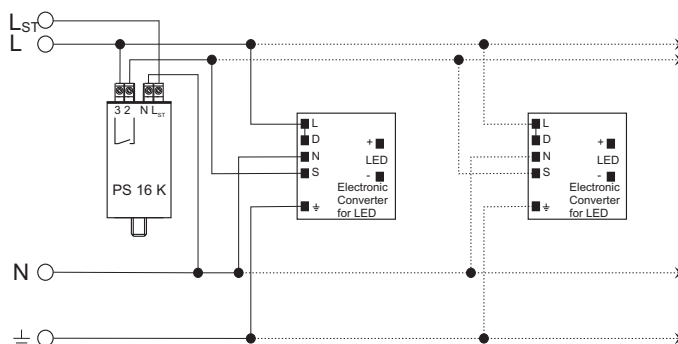 LST
L
3 2 N LST
PS 16 K
L
D
N
S
+
LED
-
Electronic
Converter
for LED
L
D
N
S
+
LED
-
Electronic
Converter
for LED
N